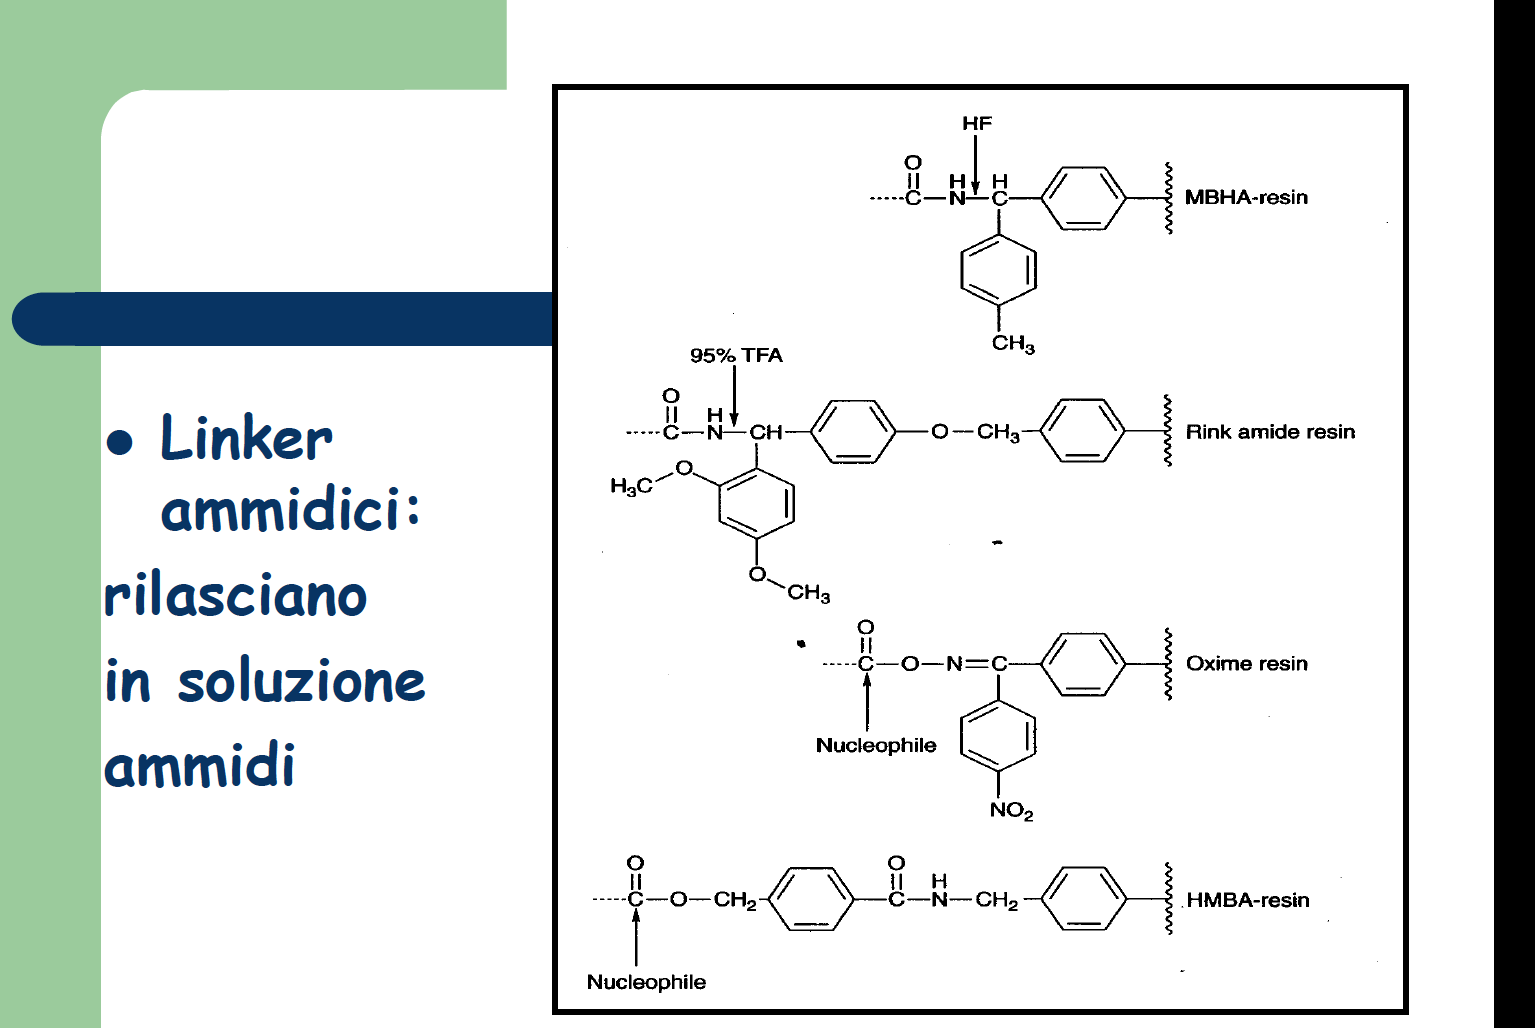 ● Linker
ammidici:
rilasciano
in soluzione
ammidi
HF
O
H H
C N C MBHA-resin
CH3
95% TFA
O
H
C N CH O CH3 Rink amide resin
O
H3C
O
CH3
O
C O N C Oxime resin
Nucleophile
NO2
O O
H
C O CH2 C N CH2 HMBA-resin
Nucleophile